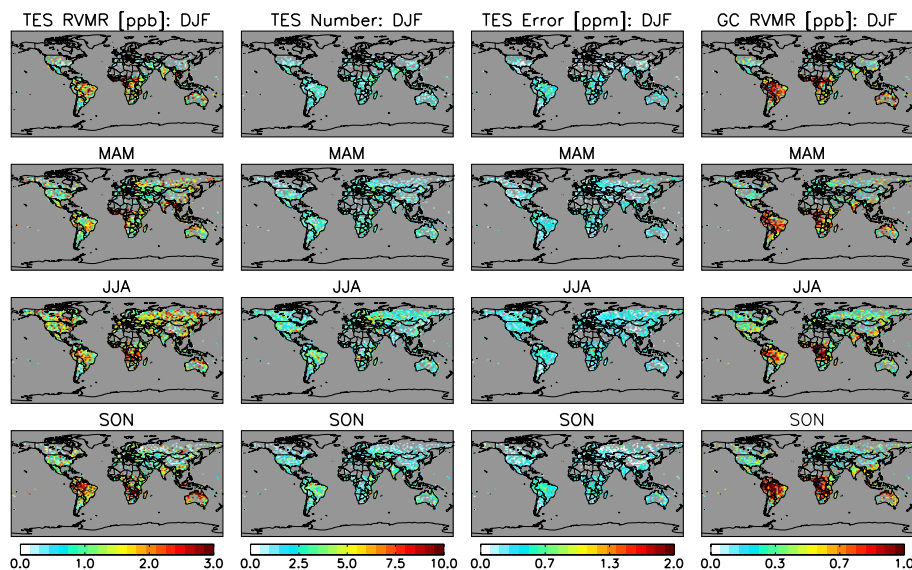 TES RVMR [ppb]: DJF TES Number: DJF TES Error [ppm]: DJF GC RVMR [ppb]: DJF
MAM MAM MAM MAM
JJA JJA JJA JJA
SON SON SON SON
0.0 1.0 2.0 3.0 0.0 2.5 5.0 7.5 10.0 0.0 0.7 1.3 2.0 0.0 0.3 0.7 1.0